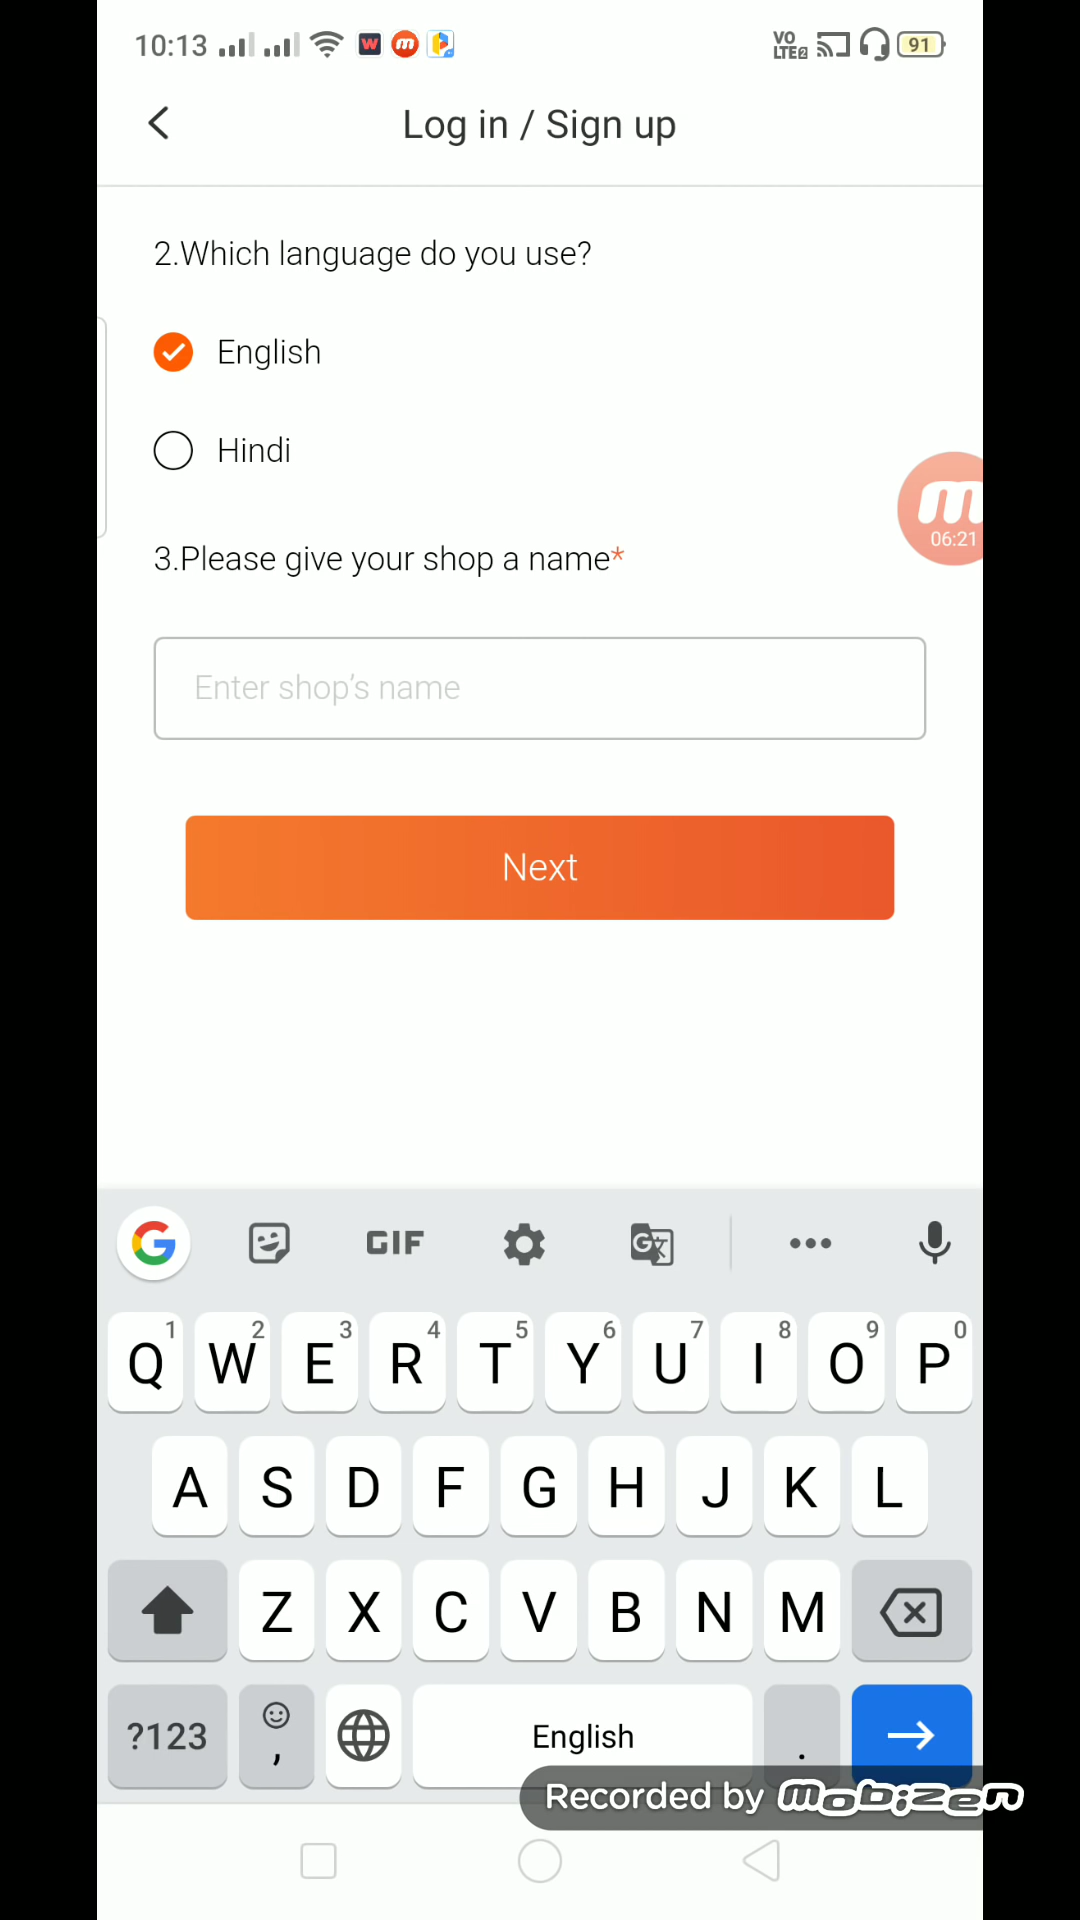 10:13
VO
LTE2
91
Log in / Sign up
2.Which language do you use?
English
Hindi
m
06:21
3.Please give your shop a name*
Enter shop's name
Next
G GIF G
1 2 3 4 5 6 7 8 9 0
Q W E R T Y U I O P
A S D F G H J K L
Z X C V B N M
?123 , English .
Recorded by mobizen